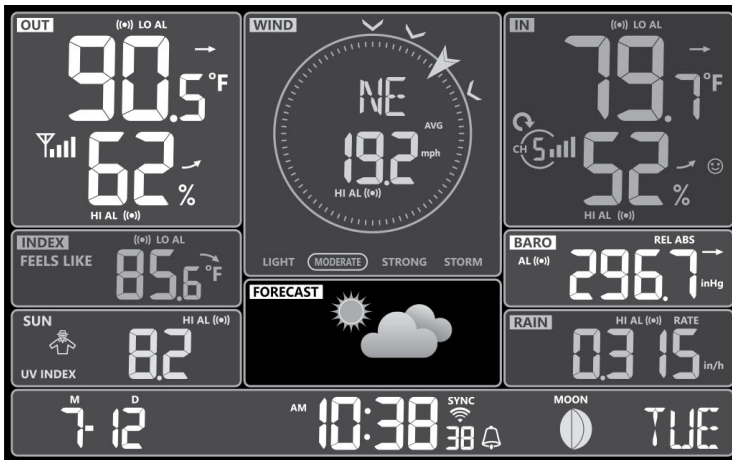 OUT
((•)) LO AL
90.5 °F
62 %
HI AL ((•))
WIND
NE
AVG
19.2 mph
HI AL ((•))
LIGHT MODERATE STRONG STORM
IN
((•)) LO AL
79.7 °F
CH 5
52 %
HI AL ((•))
INDEX
((•)) LO AL
FEELS LIKE
85.6 °F
FORECAST
BARO
REL ABS
AL ((•))
296.7 inHg
SUN
HI AL ((•))
UV INDEX
8.2
RAIN
HI AL ((•)) RATE
0.315 in/h
M D
7-12
AM 10:38 SYNC 38
MOON
TUE